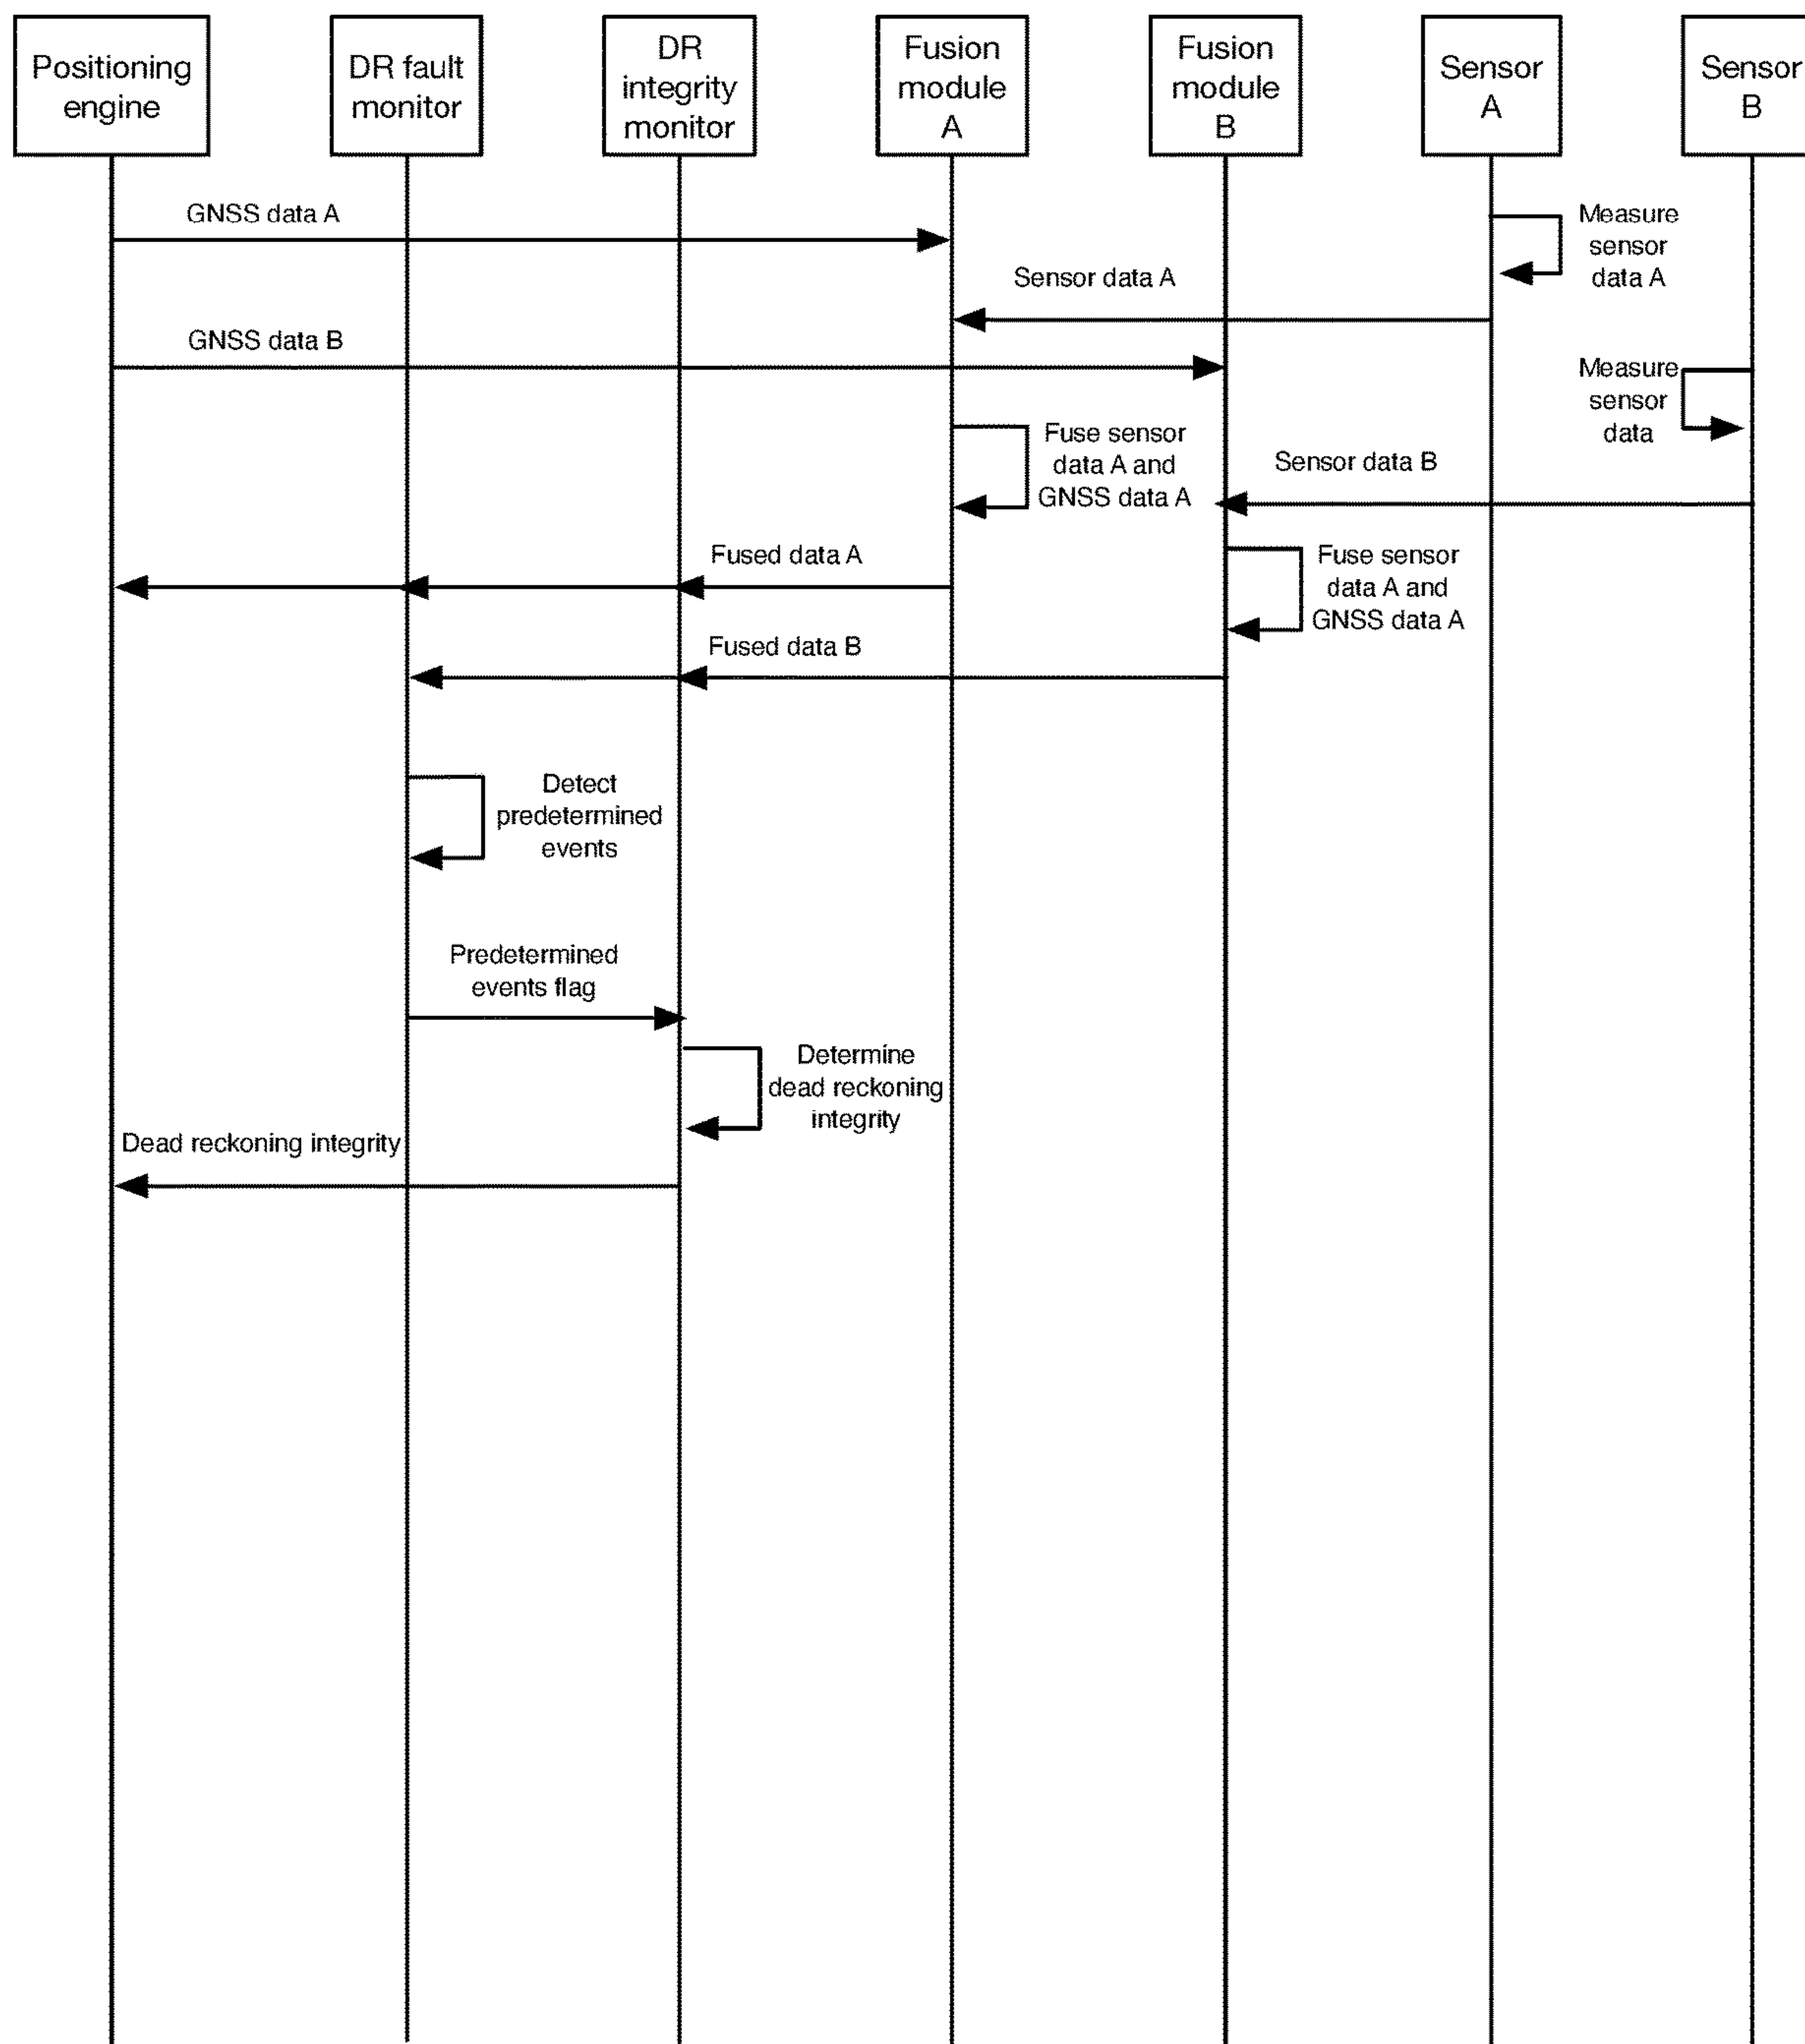 Positioning
engine
DR fault
monitor
DR
integrity
monitor
Fusion
module
A
Fusion
module
B
Sensor
A
Sensor
B
GNSS data A
Measure
sensor
data A
Sensor data A
GNSS data B
Measure
sensor
data
Fuse sensor
data A and
GNSS data A
Sensor data B
Fused data A
Fuse sensor
data A and
GNSS data A
Fused data B
Detect
predetermined
events
Predetermined
events flag
Determine
dead reckoning
integrity
Dead reckoning integrity